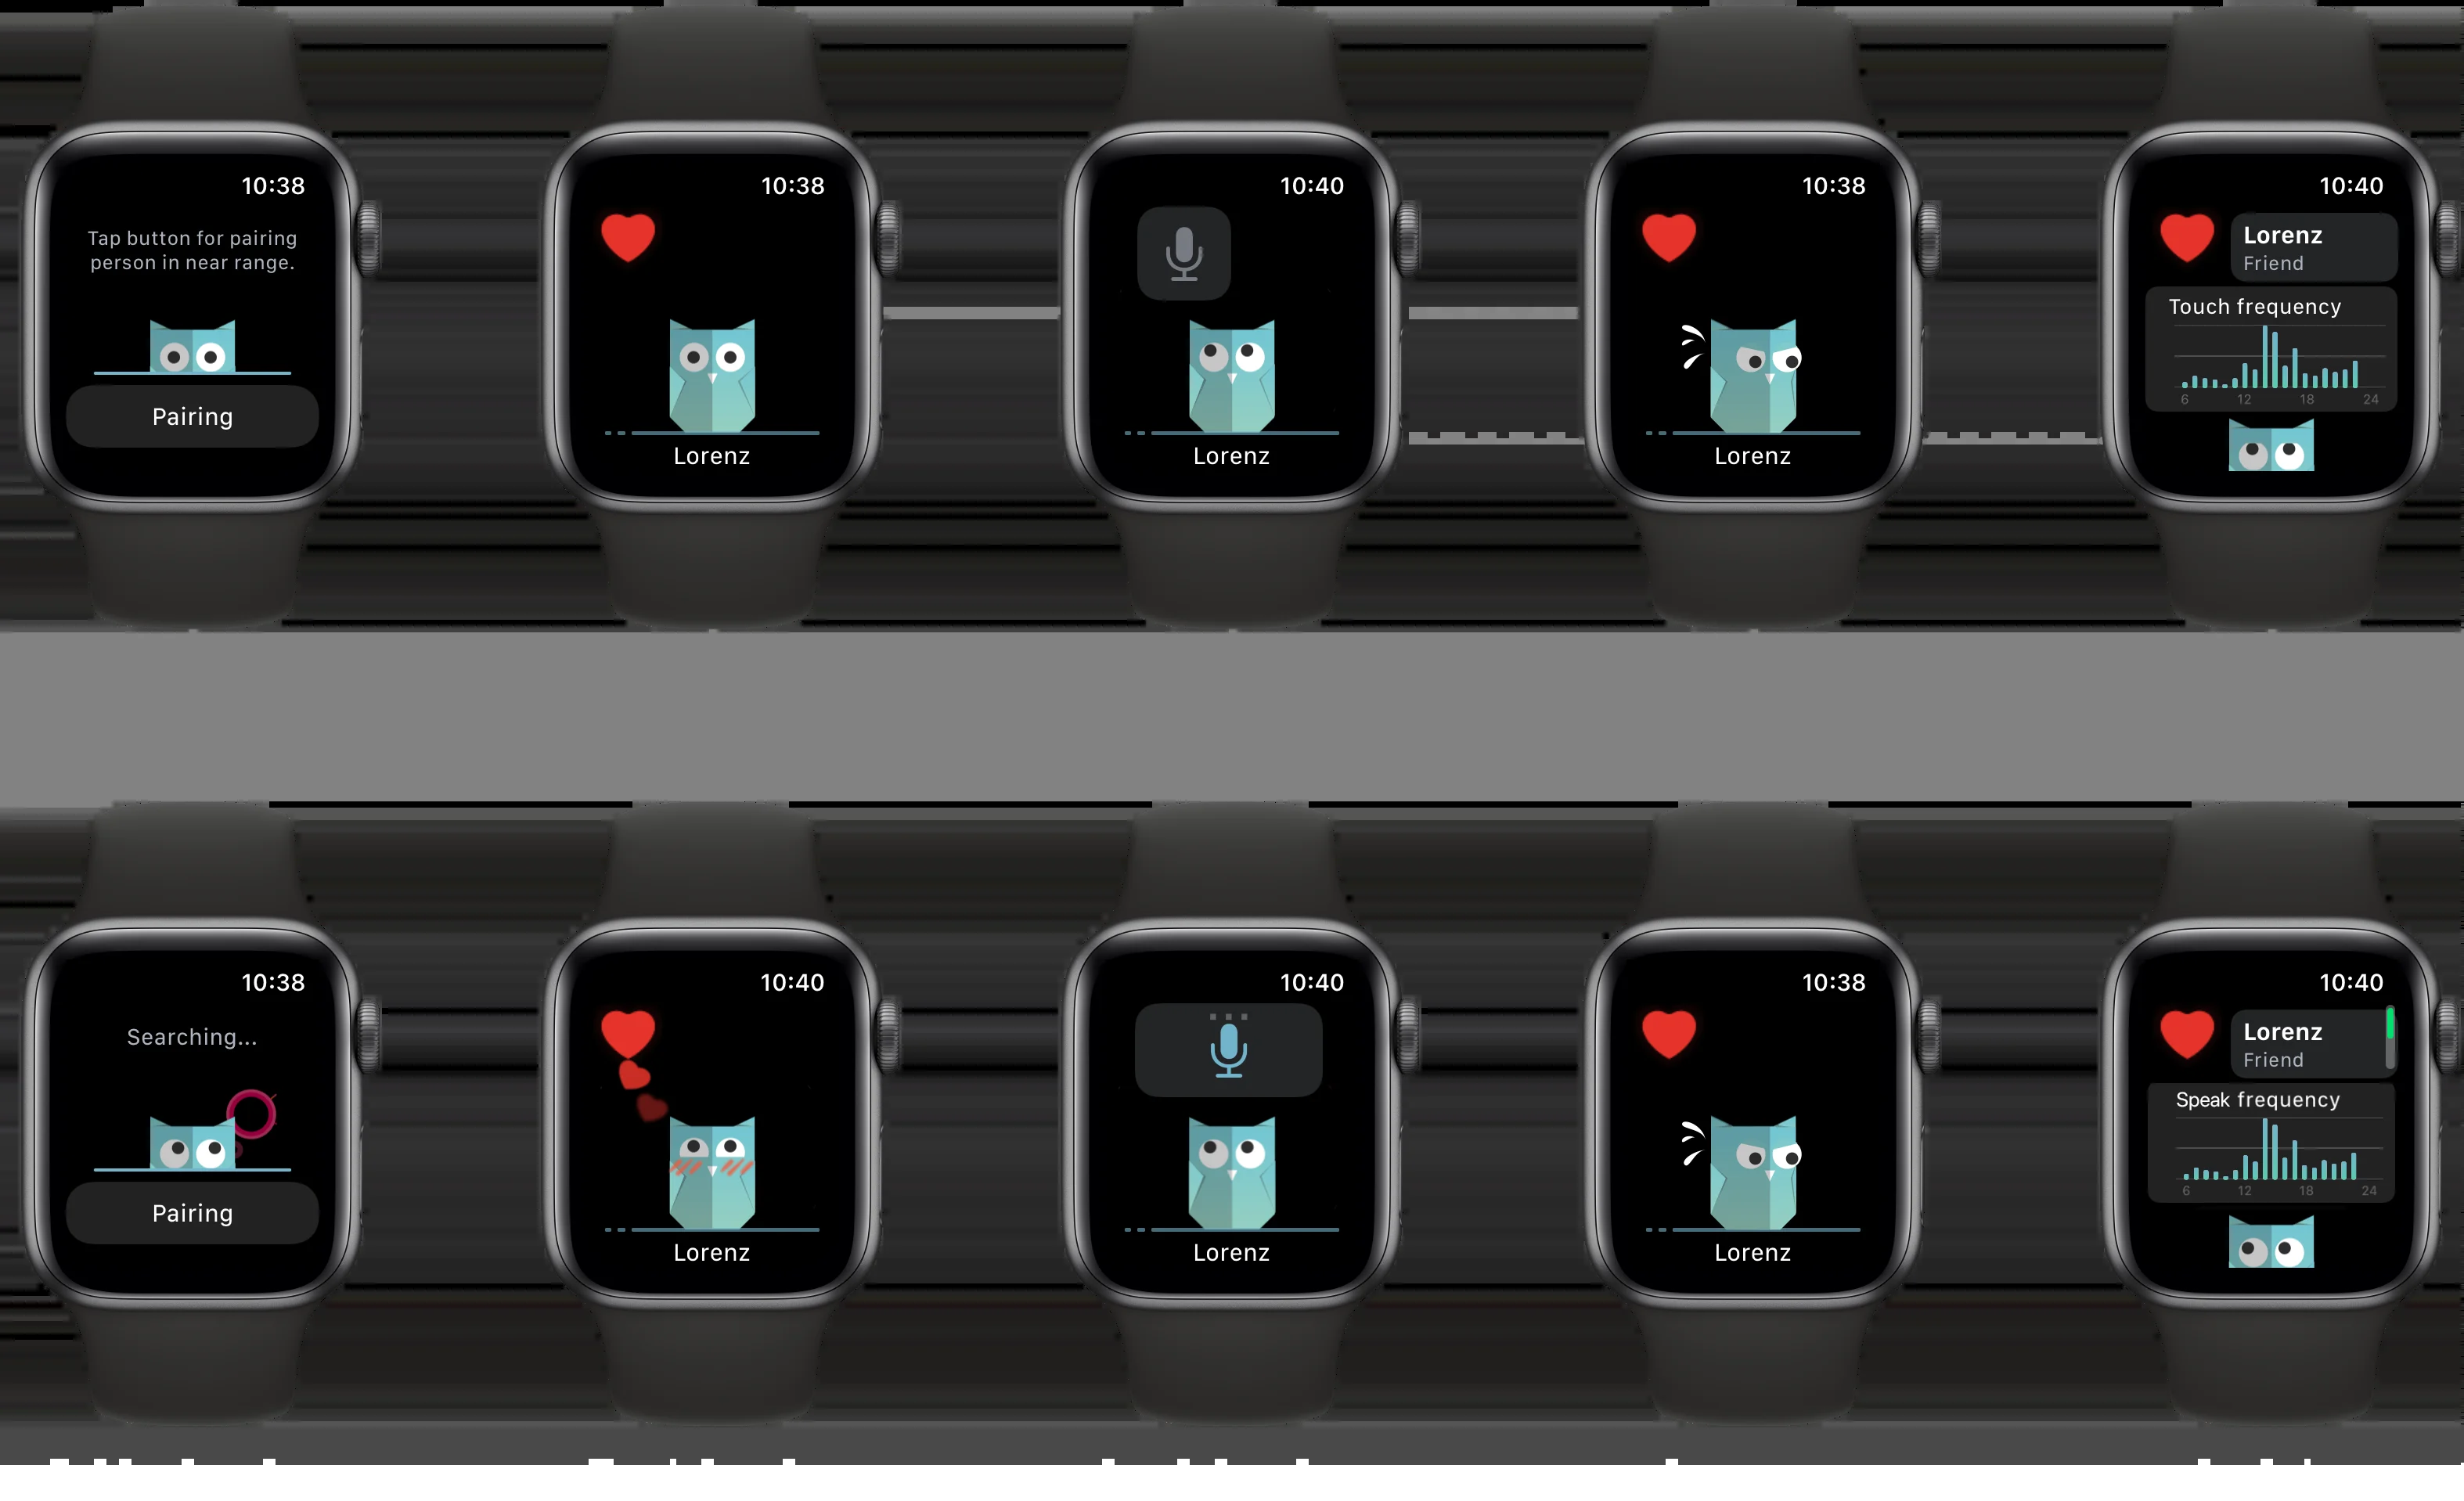 10:38
Tap button for pairing
person in near range.
Pairing
10:38
Lorenz
10:40
Lorenz
10:38
Lorenz
10:40
Lorenz
Friend
Touch frequency
6 12 18 24
10:38
Searching...
Pairing
10:40
Lorenz
10:40
Lorenz
10:38
Lorenz
10:40
Lorenz
Friend
Speak frequency
6 12 18 24